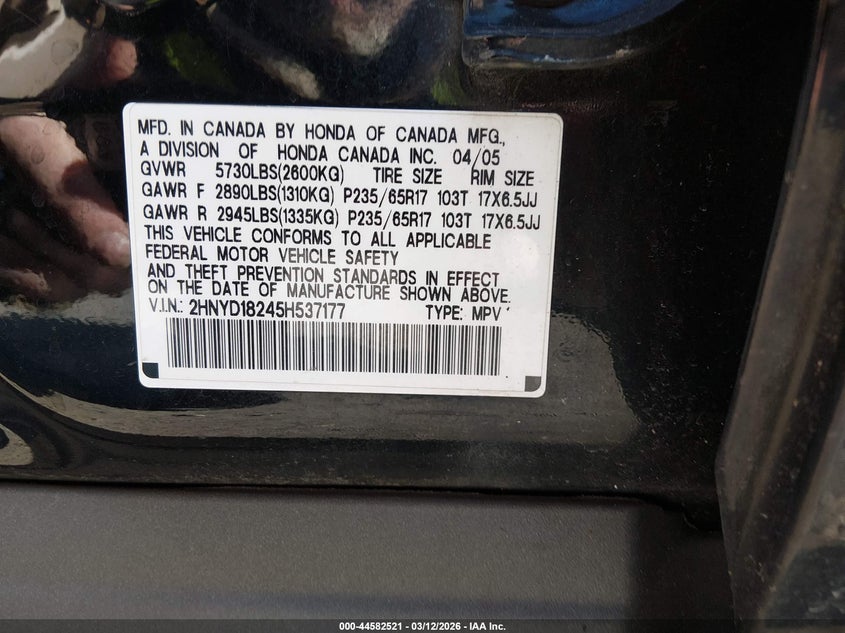 MFD. IN CANADA BY HONDA OF CANADA MFG.,
A DIVISION OF HONDA CANADA INC. 04/05
GVWR 5730LBS(2600KG) TIRE SIZE RIM SIZE
GAWR F 2890LBS(1310KG) P235/65R17 103T 17X6.5JJ
GAWR R 2945LBS(1335KG) P235/65R17 103T 17X6.5JJ
THIS VEHICLE CONFORMS TO ALL APPLICABLE
FEDERAL MOTOR VEHICLE SAFETY
AND THEFT PREVENTION STANDARDS IN EFFECT
ON THE DATE OF MANUFACTURE SHOWN ABOVE.
V.I.N.: 2HNYD18245H537177 TYPE: MPV
000-44582521 - 03/12/2026 - IAA Inc.